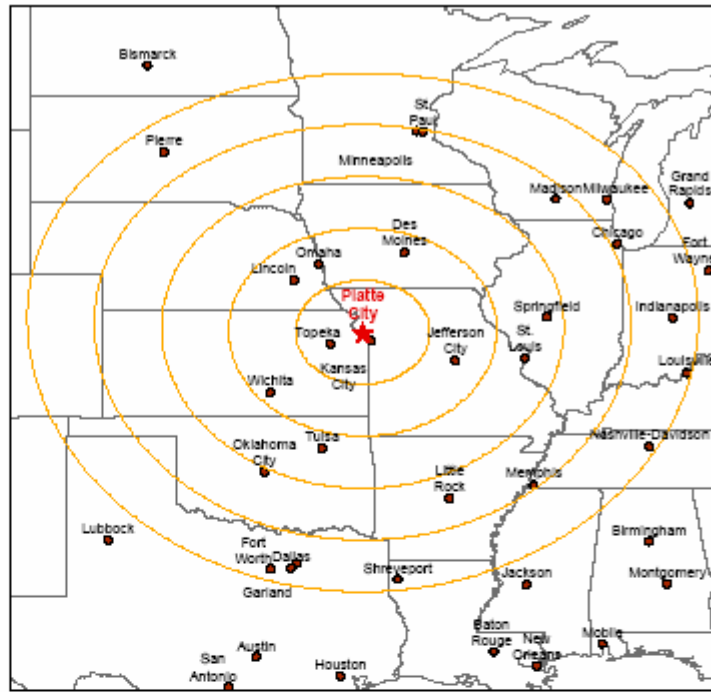 Bismarck
St.
Paul
Pierre
Minneapolis
Madison
Milwaukee
Grand
Rapids
Des
Moines
Chicago
Fort
Wayne
Omaha
Lincoln
Platte
City
Springfield
Indianapolis
Topeka
Jefferson
City
St.
Louis
Kansas
City
Louisville
Wichita
Tulsa
Oklahoma
City
Nashville-Davidson
Little
Rock
Memphis
Lubbock
Fort
Worth
Dallas
Birmingham
Shreveport
Garland
Jackson
Montgomery
Baton
Rouge
New
Orleans
Mobile
Austin
San
Antonio
Houston